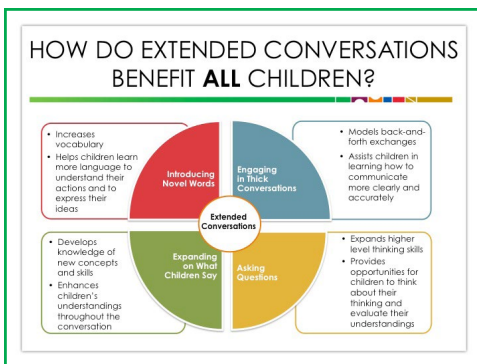 HOW DO EXTENDED CONVERSATIONS
BENEFIT ALL CHILDREN?
• Increases
vocabulary
• Helps children learn
more language to
understand their
actions and to
express their
ideas
Introducing
Novel Words
Engaging
in Thick
Conversations
• Models back-and-
forth exchanges
• Assists children in
learning how to
communicate
more clearly and
accurately
Extended
Conversations
• Develops
knowledge of
new concepts
and skills
• Enhances
children's
understandings
throughout the
conversation
Expanding
on What
Children Say
Asking
Questions
• Expands higher
level thinking skills
• Provides
opportunities for
children to think
about their
thinking and
evaluate their
understandings